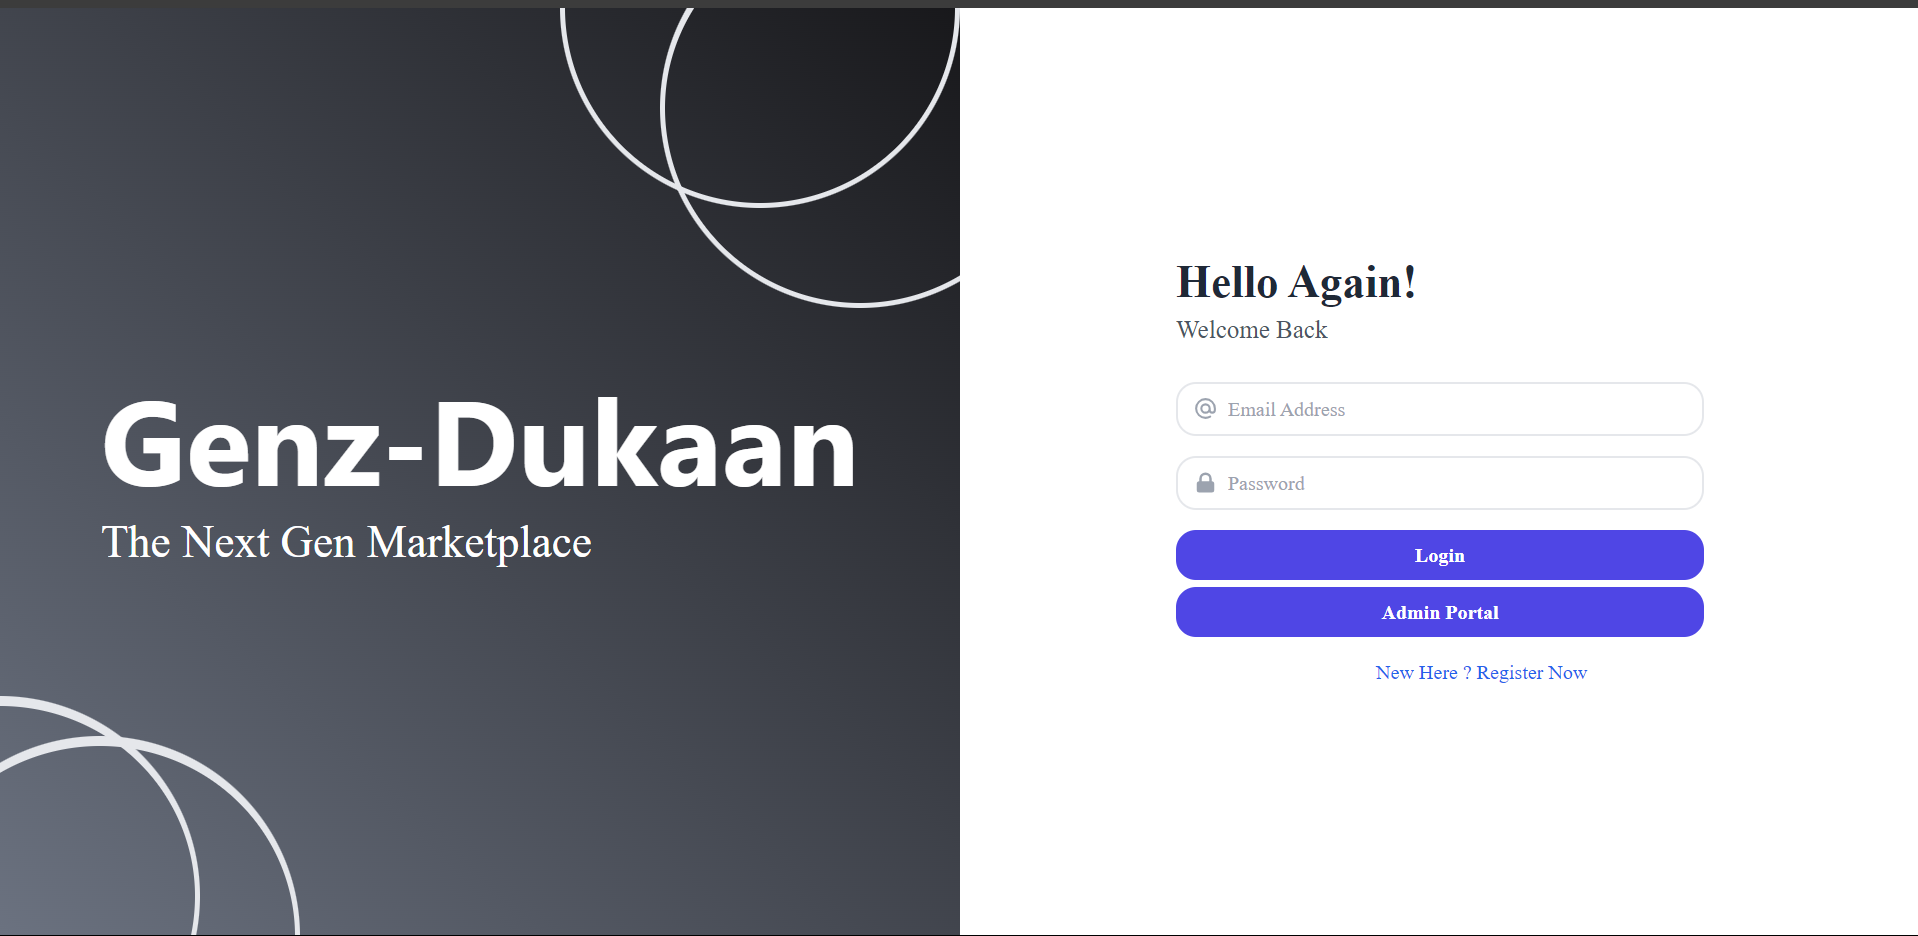 Genz-Dukaan
The Next Gen Marketplace
Hello Again!
Welcome Back
Email Address
Password
Login
Admin Portal
New Here ? Register Now